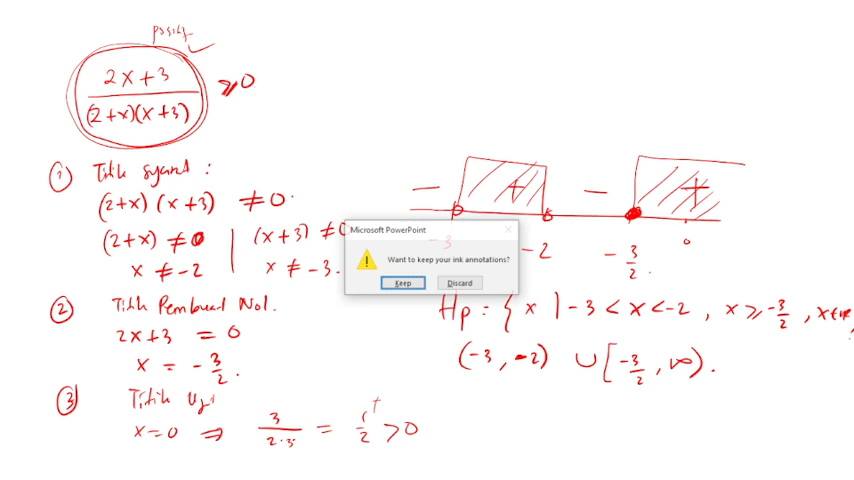 positif
2x+3
(2+x)(x+3)
≥0
① Titik Syarat :
(2+x) (x+3) ≠ 0.
(2+x) ≠ 0 | (x+3) ≠ 0
x ≠ -2 | x ≠ -3.
② Titik Pembuat Nol.
2x+3 = 0
x = -3/2.
③ Titik Uji
x=0 ⇒ 3/2.3 = 1/2 > 0
— + — +
-3 -2 -3/2. 0
Microsoft PowerPoint
Want to keep your ink annotations?
Keep Discard
Hp = { x | -3 < x < -2 , x ≥ -3/2 , x∈
(-3, -2) ∪ [-3/2, ∞).